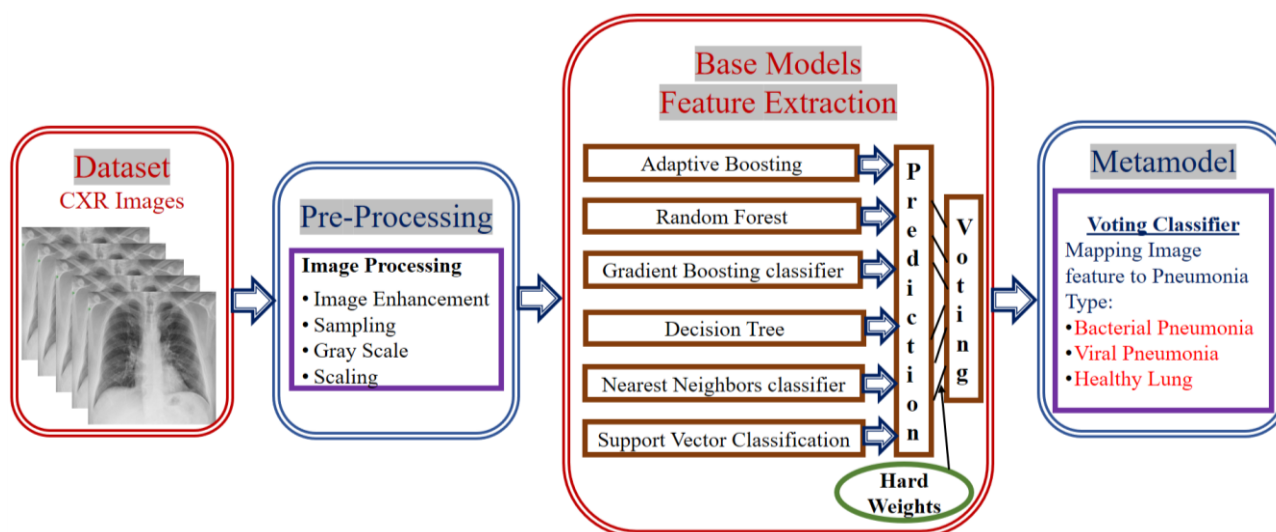 Dataset
CXR Images
Pre-Processing
Image Processing
• Image Enhancement
• Sampling
• Gray Scale
• Scaling
Base Models
Feature Extraction
Adaptive Boosting
Random Forest
Gradient Boosting classifier
Decision Tree
Nearest Neighbors classifier
Support Vector Classification
Prediction
Voting
Hard
Weights
Metamodel
Voting Classifier
Mapping Image
feature to Pneumonia
Type:
•Bacterial Pneumonia
•Viral Pneumonia
•Healthy Lung